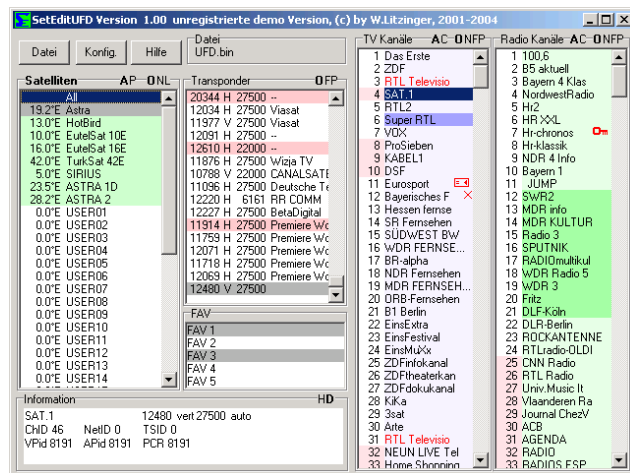 SetEditUFD Version 1.00 unregistrierte demo Version, (c) by W.Litzinger, 2001-2004
Datei
Konfig.
Hilfe
Datei
UFD.bin
Satelliten AP ONL
All
19.2°E Astra
13.0°E HotBird
10.0°E EutelSat 10E
16.0°E EutelSat 16E
42.0°E TurkSat 42E
5.0°E SIRIUS
23.5°E ASTRA 1D
28.2°E ASTRA 2
0.0°E USER01
0.0°E USER02
0.0°E USER03
0.0°E USER04
0.0°E USER05
0.0°E USER06
0.0°E USER07
0.0°E USER08
0.0°E USER09
0.0°E USER10
0.0°E USER11
0.0°E USER12
0.0°E USER13
0.0°E USER14
Transponder OFP
20344 H 27500 --
12034 H 27500 Viasat
11977 V 27500 Viasat
12091 H 27500 --
12610 H 22000 --
11876 H 27500 Wizja TV
10788 V 22000 CANALSATE
11096 H 27500 Deutsche Te
12220 H 6161 RR COMM
12227 H 27500 BetaDigital
11914 H 27500 Premiere Wo
11759 H 27500 Premiere Wo
12071 H 27500 Premiere Wo
11718 H 27500 Premiere Wo
12069 H 27500 Premiere Wo
12480 V 27500
FAV
FAV 1
FAV 2
FAV 3
FAV 4
FAV 5
Information HD
SAT.1 12480 vert 27500 auto
ChID 46 NetID 0 TSID 0
VPid 8191 APid 8191 PCR 8191
TV Kanäle AC ONFP
1 Das Erste
2 ZDF
3 RTL Televisio
4 SAT.1
5 RTL2
6 Super RTL
7 VOX
8 ProSieben
9 KABEL1
10 DSF
11 Eurosport
12 Bayerisches F
13 Hessen fernse
14 SR Fernsehen
15 SÜDWEST BW
16 WDR FERNSE...
17 BR-alpha
18 NDR Fernsehen
19 MDR FERNSEH...
20 ORB-Fernsehen
21 B1 Berlin
22 EinsExtra
23 EinsFestival
24 EinsMuXx
25 ZDFinfokanal
26 ZDFtheaterkan
27 ZDFdokukanal
28 KiKa
29 3sat
30 Arte
31 RTL Televisio
32 NEUN LIVE Tel
33 Home Shopping
Radio Kanäle AC ONFP
1 100,6
2 B5 aktuell
3 Bayern 4 Klas
4 NordwestRadio
5 Hr2
6 HR XXL
7 Hr-chronos
8 Hr-klassik
9 NDR 4 Info
10 Bayern 1
11 JUMP
12 SWR2
13 MDR info
14 MDR KULTUR
15 Radio 3
16 SPUTNIK
17 RADIOmultikul
18 WDR Radio 5
19 WDR 3
20 Fritz
21 DLF-Köln
22 DLR-Berlin
23 ROCKANTENNE
24 RTLradio-OLDI
25 CNN Radio
26 RTL Radio
27 Univ.Music It
28 Vlaanderen Ra
29 Journal ChezV
30 ACB
31 AGENDA
32 RADIO
33 RADIOS ESP